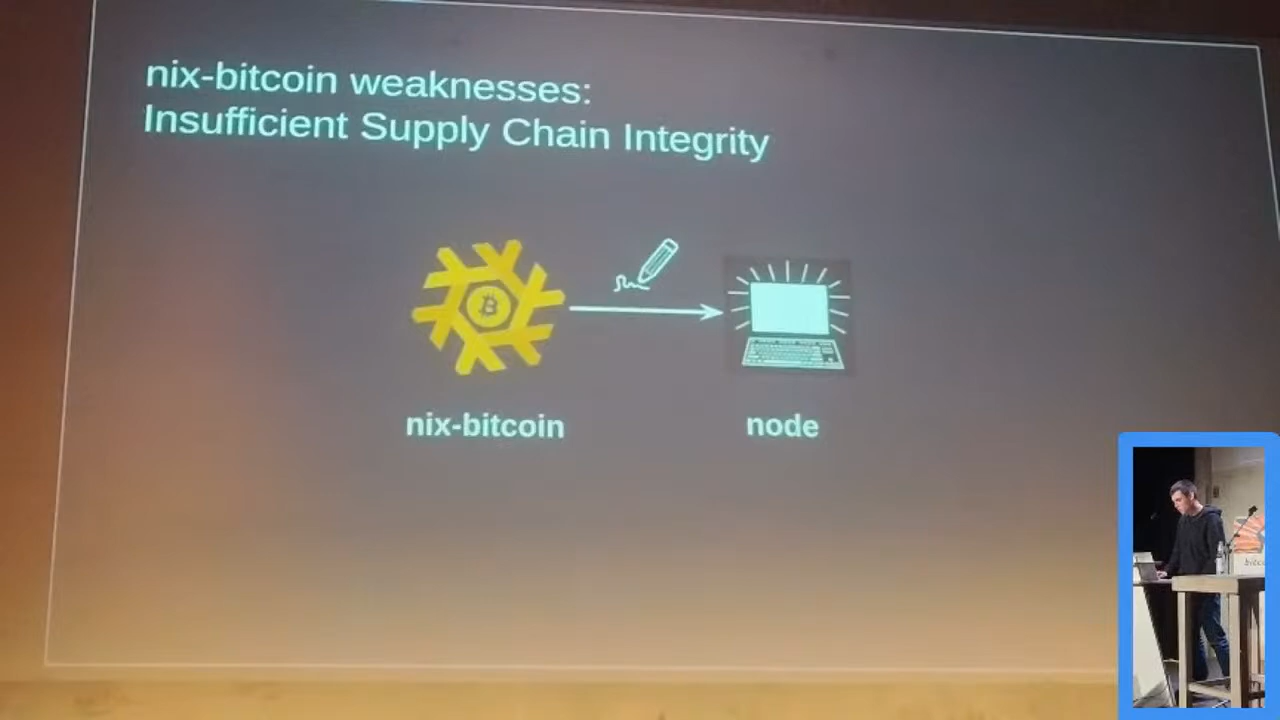 nix-bitcoin weaknesses:
Insufficient Supply Chain Integrity
nix-bitcoin
node